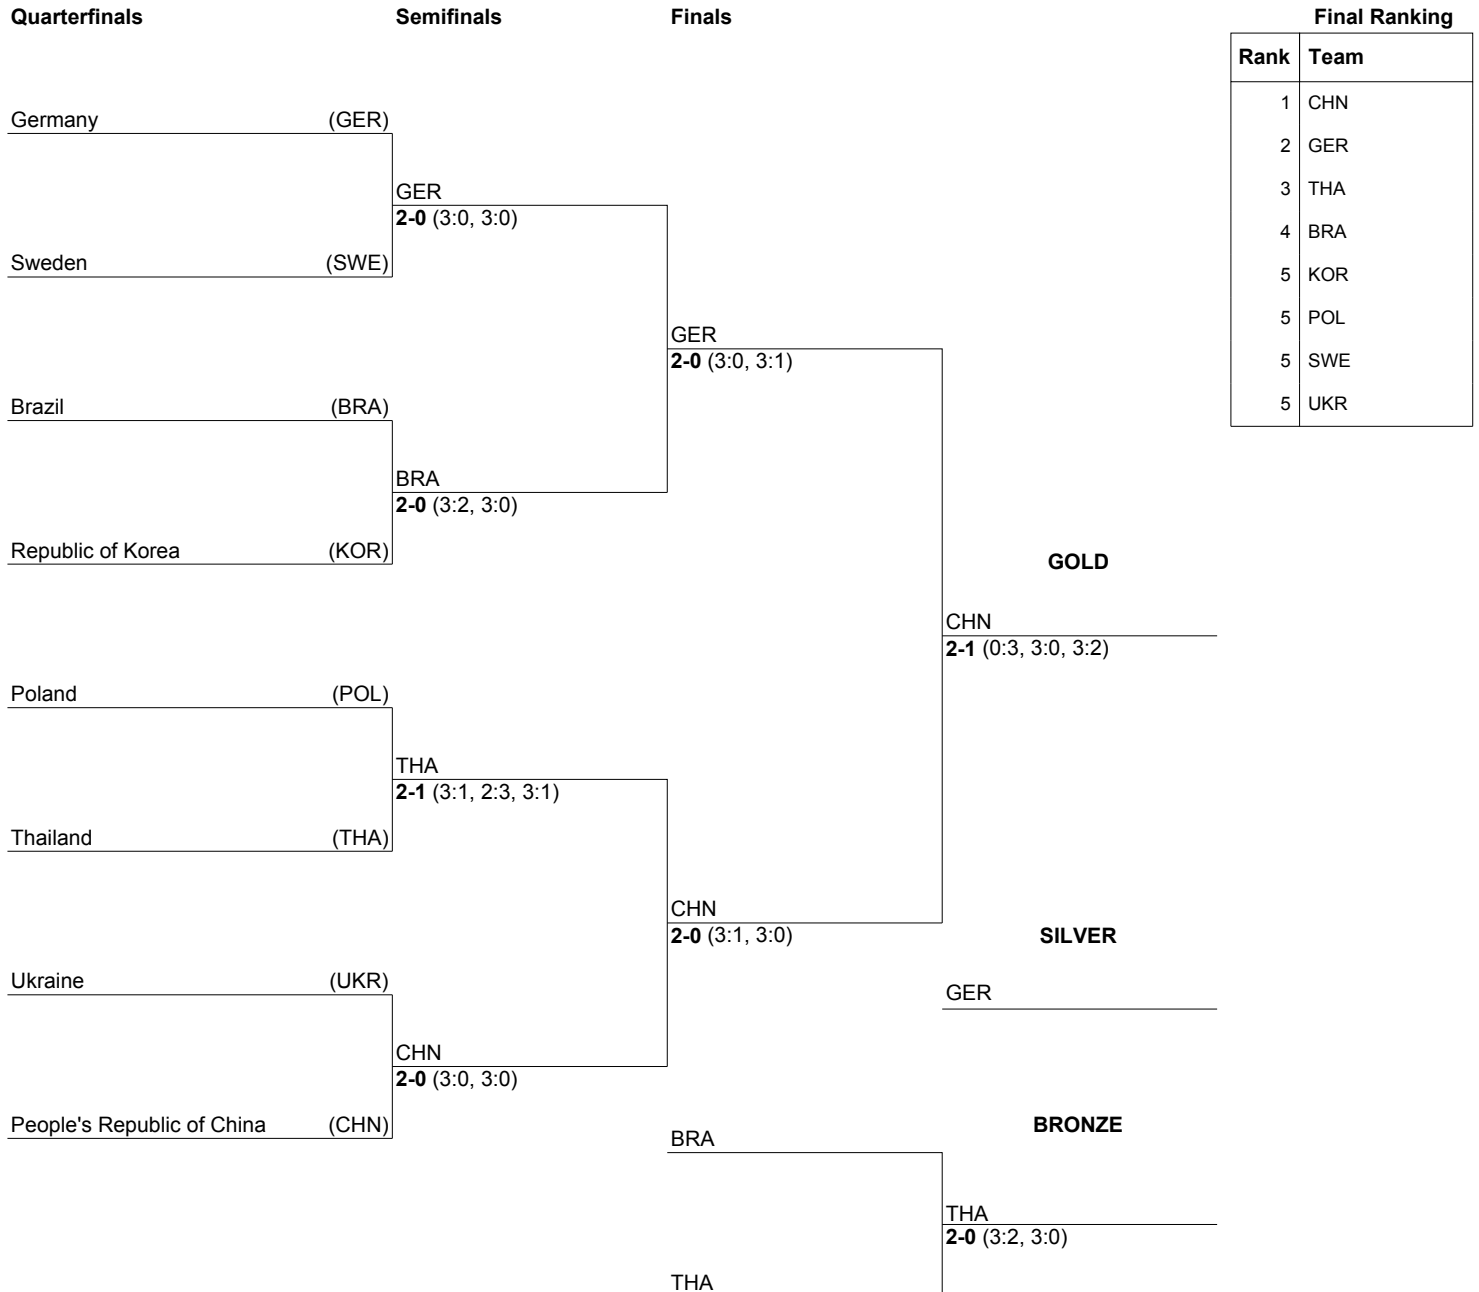 Quarterfinals Semifinals Finals Final Ranking
Rank Team
1 CHN
2 GER
3 THA
4 BRA
5 KOR
5 POL
5 SWE
5 UKR
Germany (GER)
GER
2-0 (3:0, 3:0)
Sweden (SWE)
GER
2-0 (3:0, 3:1)
Brazil (BRA)
BRA
2-0 (3:2, 3:0)
Republic of Korea (KOR)
GOLD
CHN
2-1 (0:3, 3:0, 3:2)
Poland (POL)
THA
2-1 (3:1, 2:3, 3:1)
Thailand (THA)
CHN
2-0 (3:1, 3:0)
SILVER
Ukraine (UKR)
GER
CHN
2-0 (3:0, 3:0)
People's Republic of China (CHN)
BRONZE
BRA
THA
2-0 (3:2, 3:0)
THA